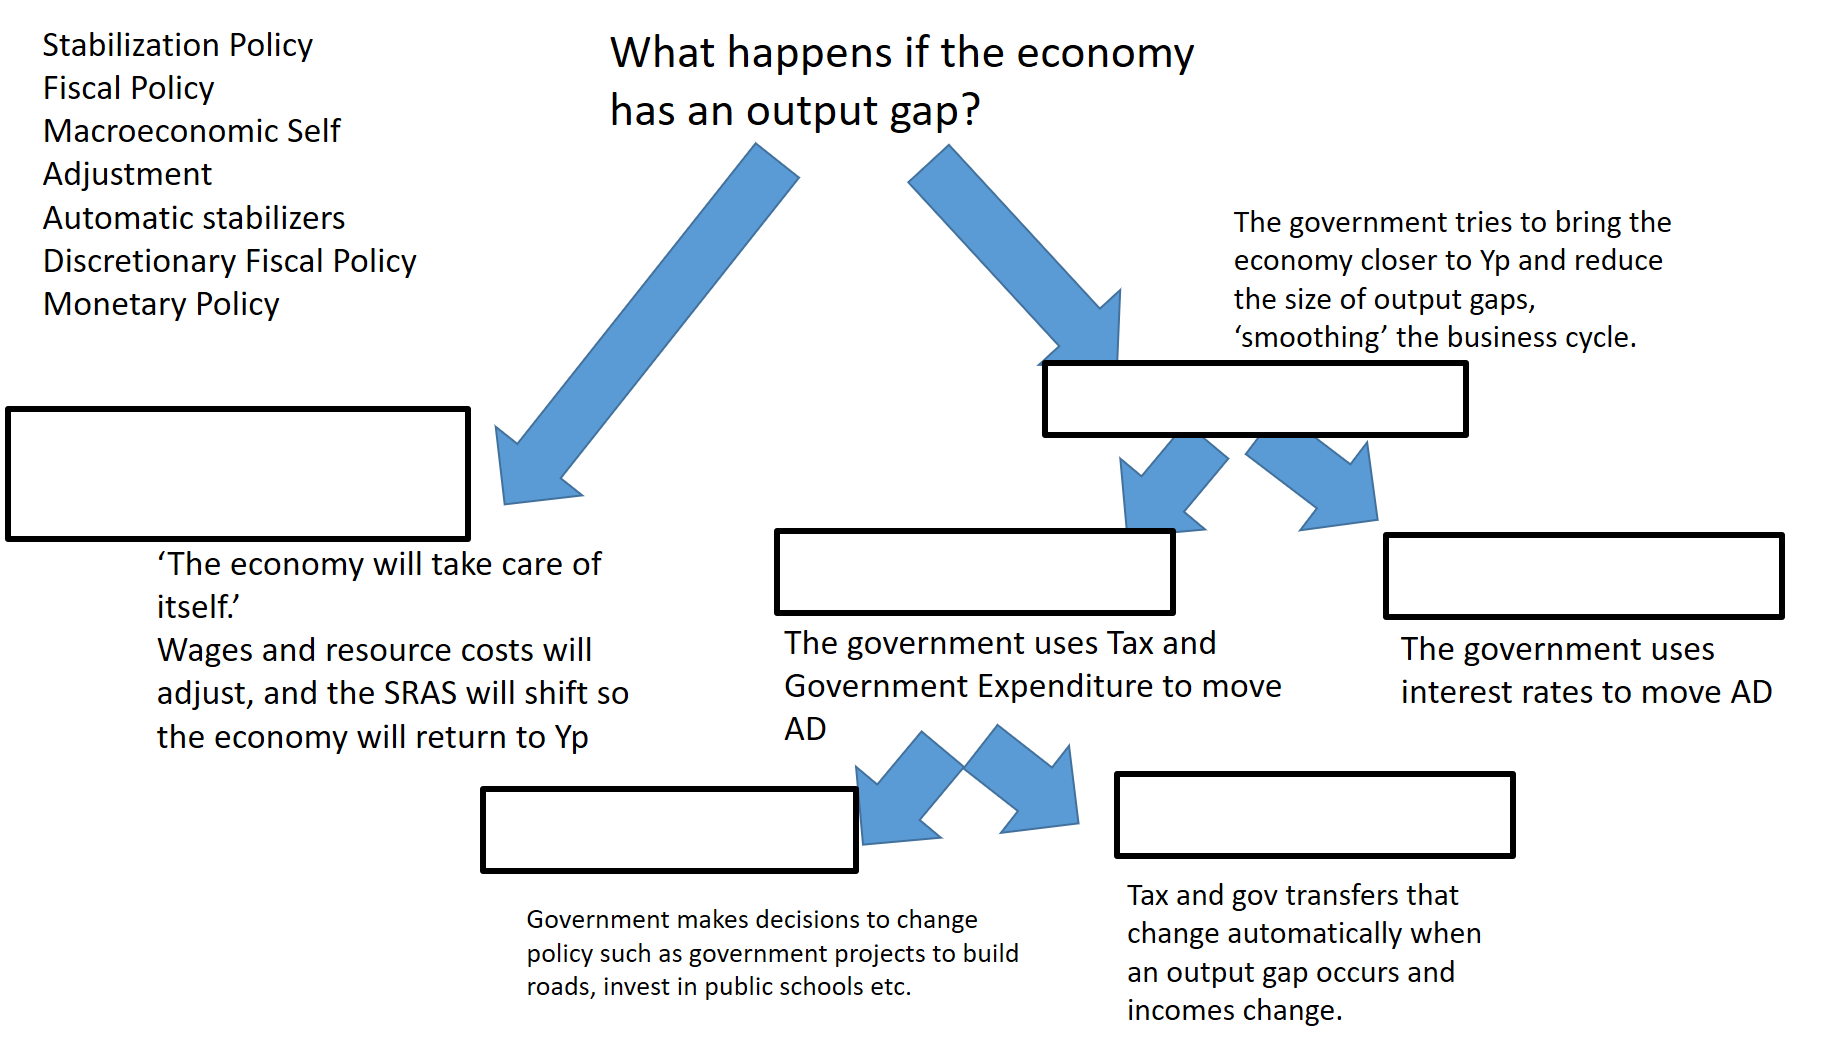 Stabilization Policy
Fiscal Policy
Macroeconomic Self
Adjustment
Automatic stabilizers
Discretionary Fiscal Policy
Monetary Policy
What happens if the economy
has an output gap?
The government tries to bring the
economy closer to Yp and reduce
the size of output gaps,
‘smoothing’ the business cycle.
‘The economy will take care of
itself.’
Wages and resource costs will
adjust, and the SRAS will shift so
the economy will return to Yp
The government uses Tax and
Government Expenditure to move
AD
The government uses
interest rates to move AD
Government makes decisions to change
policy such as government projects to build
roads, invest in public schools etc.
Tax and gov transfers that
change automatically when
an output gap occurs and
incomes change.